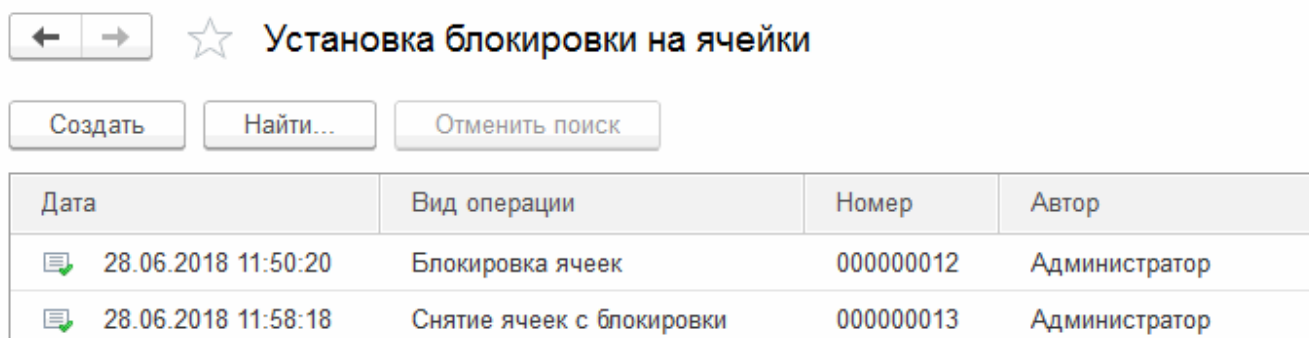 Установка блокировки на ячейки
Создать Найти... Отменить поиск
Дата Вид операции Номер Автор
28.06.2018 11:50:20 Блокировка ячеек 000000012 Администратор
28.06.2018 11:58:18 Снятие ячеек с блокировки 000000013 Администратор